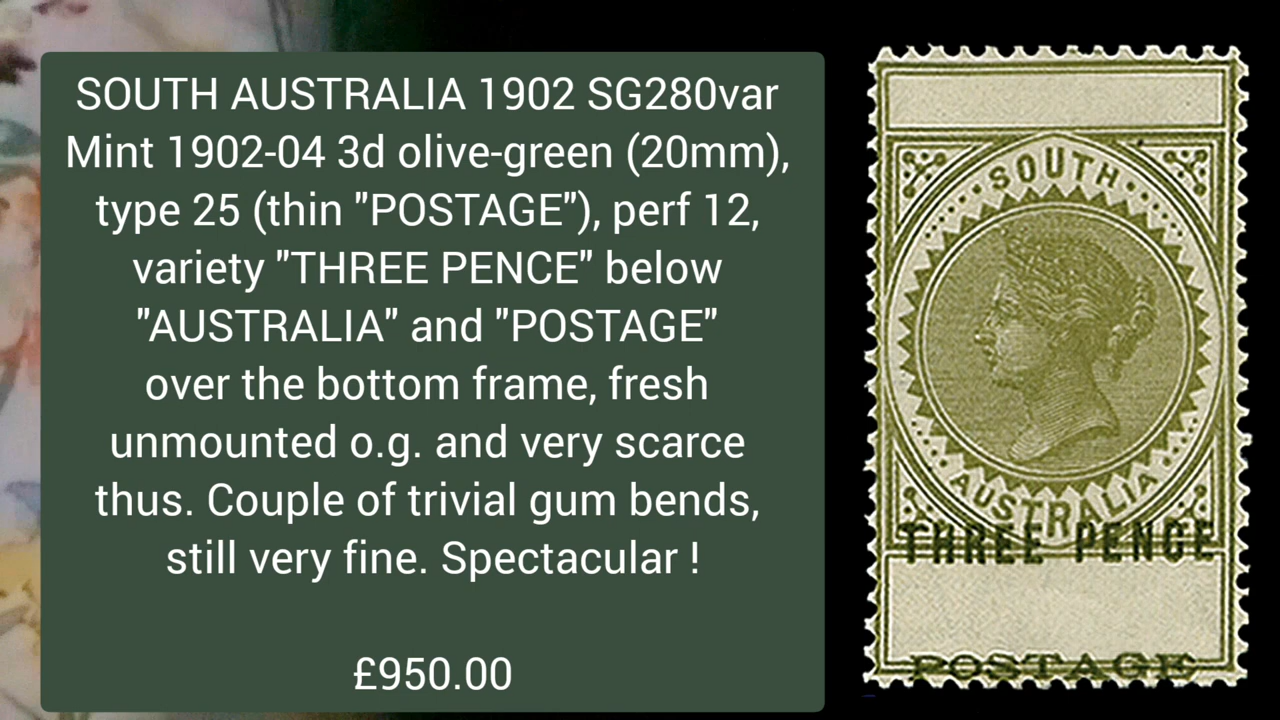 SOUTH AUSTRALIA 1902 SG280var
Mint 1902-04 3d olive-green (20mm),
type 25 (thin "POSTAGE"), perf 12,
variety "THREE PENCE" below
"AUSTRALIA" and "POSTAGE"
over the bottom frame, fresh
unmounted o.g. and very scarce
thus. Couple of trivial gum bends,
still very fine. Spectacular !
£950.00
SOUTH
AUSTRALIA
THREE PENCE
POSTAGE